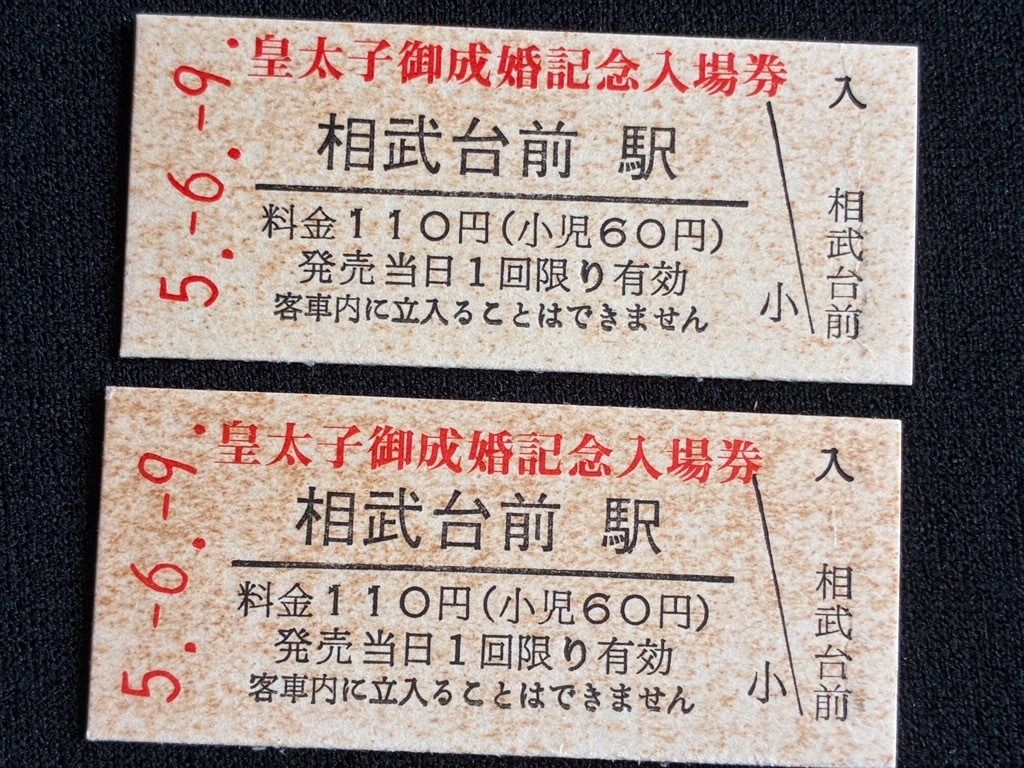 皇太子御成婚記念入場券
相武台前 駅
料金110円(小児60円)
発売当日1回限り有効
客車内に立入ることはできません
5.-6.-9.
小
入
相武台前
皇太子御成婚記念入場券
相武台前 駅
料金110円(小児60円)
発売当日1回限り有効
客車内に立入ることはできません
5.-6.-9.
小
入
相武台前